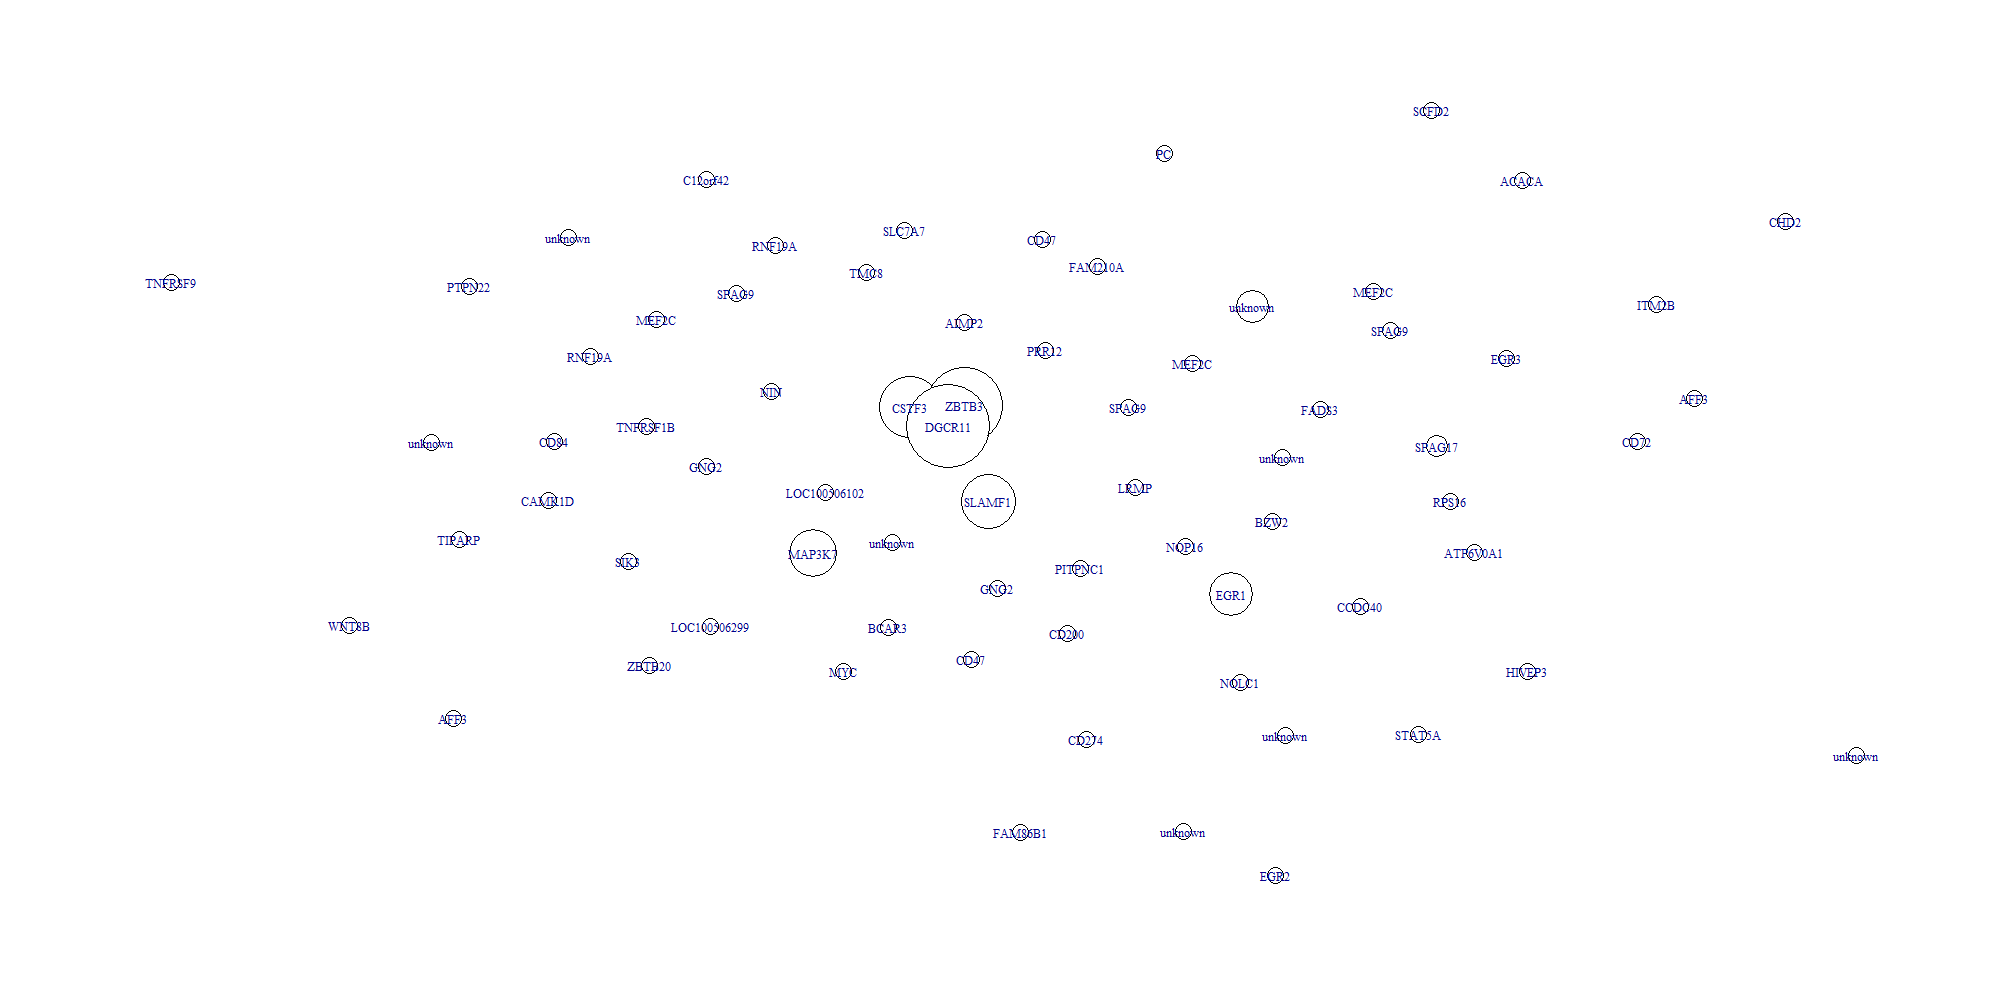 SCFD2
PC
C12orf42
ACACA
CHD2
SLC7A7
unknown
CD47
RNF19A
FAM210A
TMC8
TNFRSF9
PTPN22
MEF2C
SPAG9
ITM2B
unknown
MEF2C
AIMP2
SPAG9
PRR12
RNF19A
EGR3
MEF2C
NIN
AFF3
ZBTB3
CSTF3
SPAG9
FADS3
TNFRSF1B
DGCR11
unknown
CD84
CD72
SPAG17
unknown
GNG2
LRMP
LOC100506102
CAMK1D
SLAMF1
RPS16
BZW2
TIPARP
unknown
NOP16
MAP3K7
ATP6V0A1
SIK3
PITPNC1
GNG2
EGR1
CCDC40
WNT8B
LOC100506299
BCAR3
CD200
CD47
ZBTB20
MYC
HIVEP3
NOLC1
AFF3
STAT5A
unknown
CD274
unknown
FAM86B1
unknown
EGR2